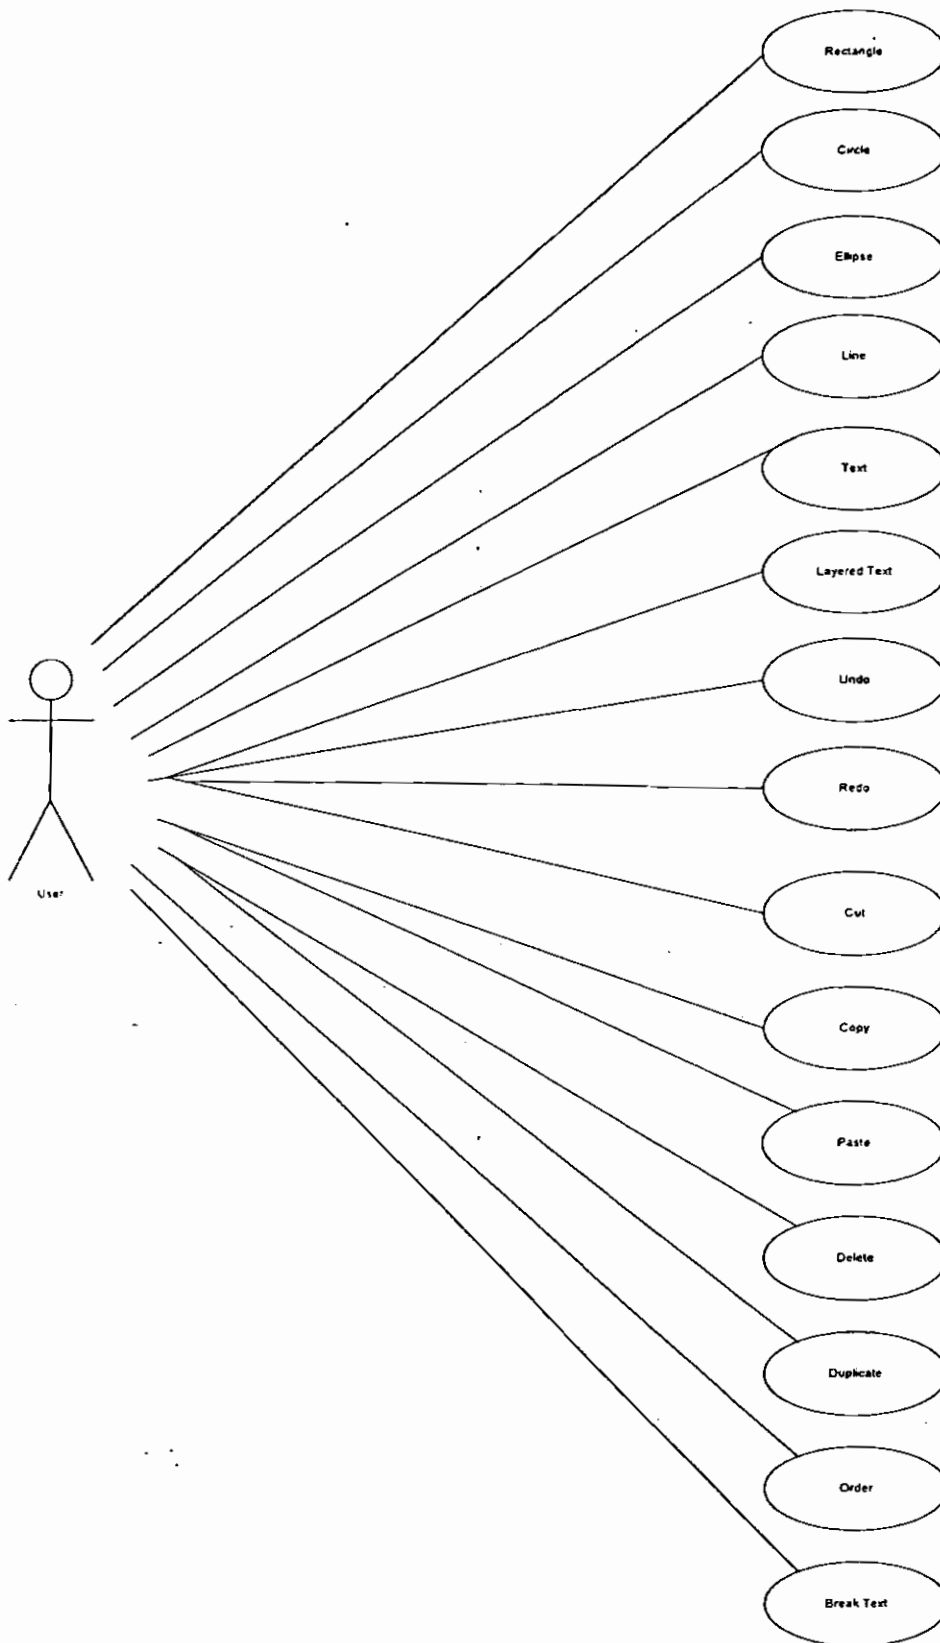 Rectangle
Circle
Ellipse
Line
Text
Layered Text
Undo
Redo
User
Cut
Copy
Paste
Delete
Duplicate
Order
Break Text